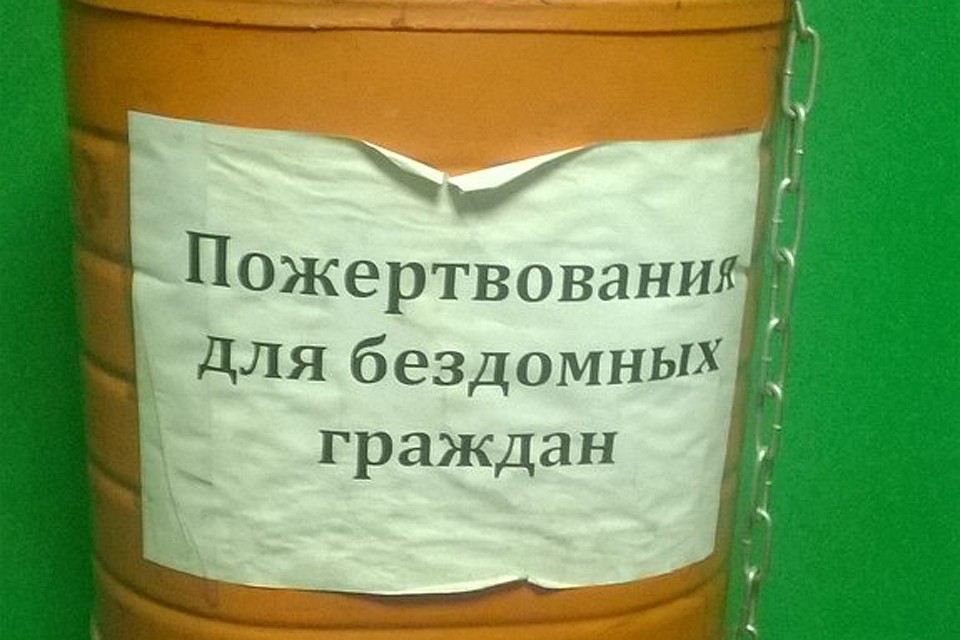 Пожертвования
для бездомных
граждан